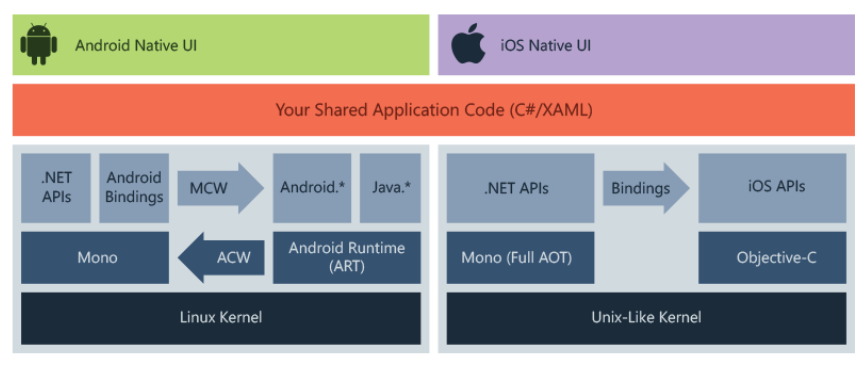 Android Native UI
iOS Native UI
Your Shared Application Code (C#/XAML)
.NET
APIs
Android
Bindings
MCW
Android.*
Java.*
Mono
ACW
Android Runtime
(ART)
Linux Kernel
.NET APIs
Bindings
iOS APIs
Mono (Full AOT)
Objective-C
Unix-Like Kernel